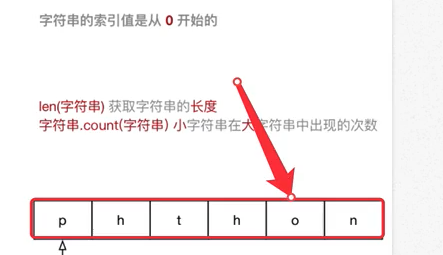 字符串的索引值是从 0 开始的
len(字符串) 获取字符串的长度
字符串.count(字符串) 小字符串在大字符串中出现的次数
p h t h o n